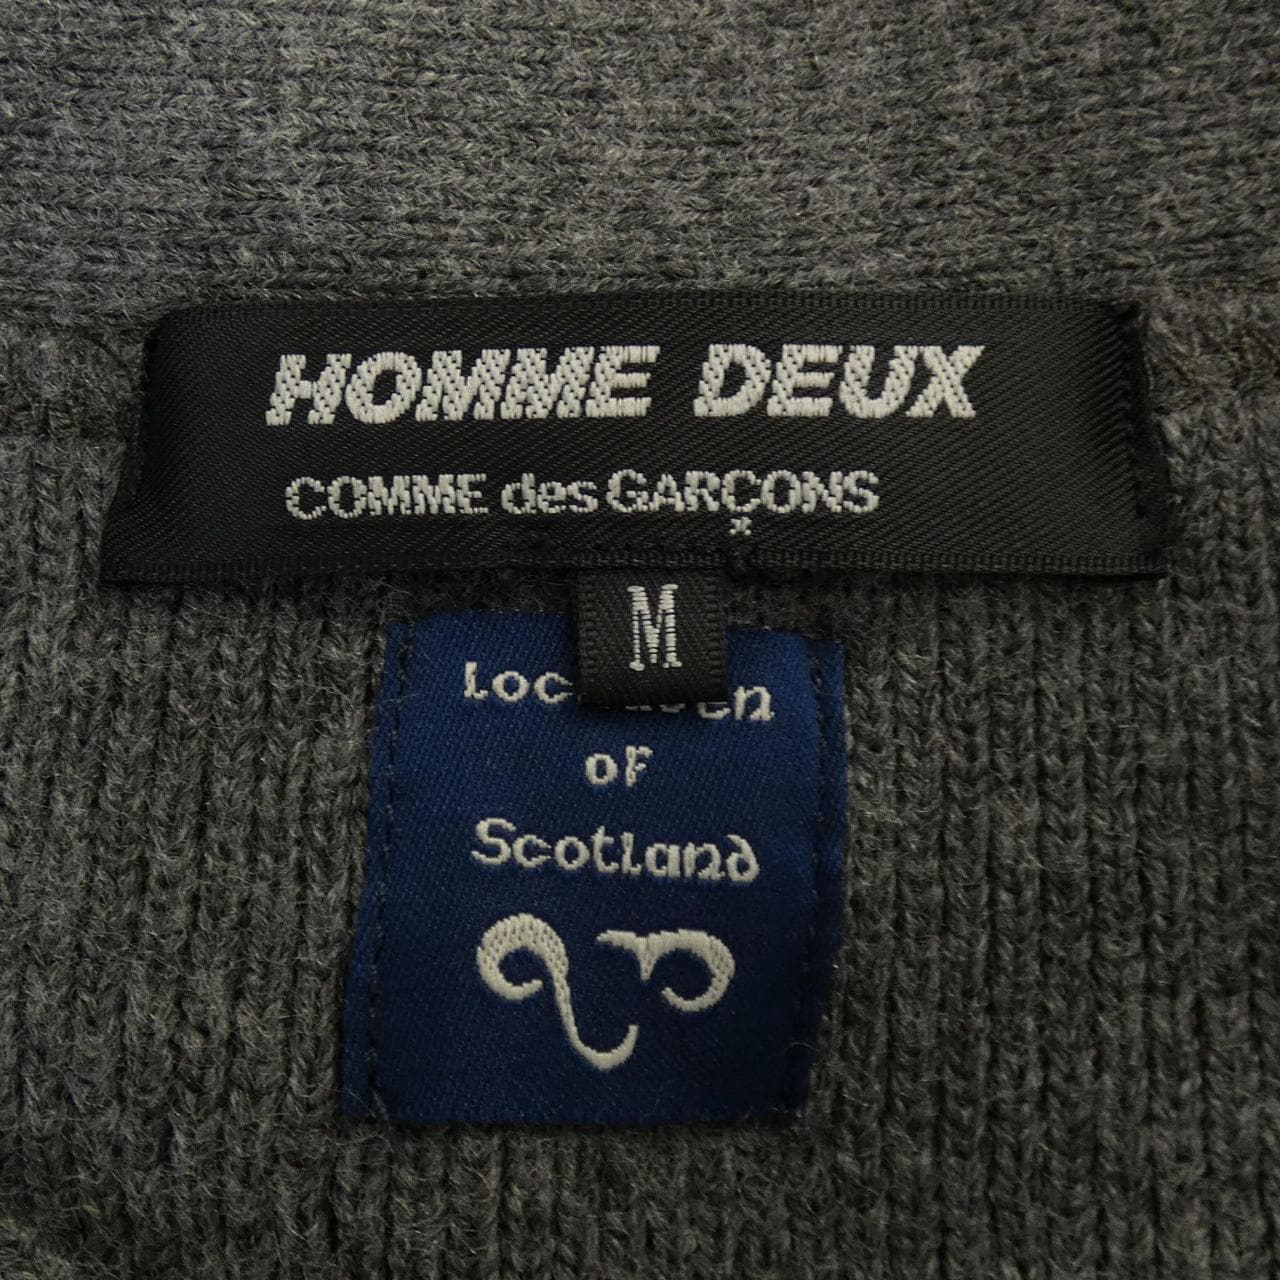 HOMME DEUX
COMME des GARÇONS
M
of
Scotland